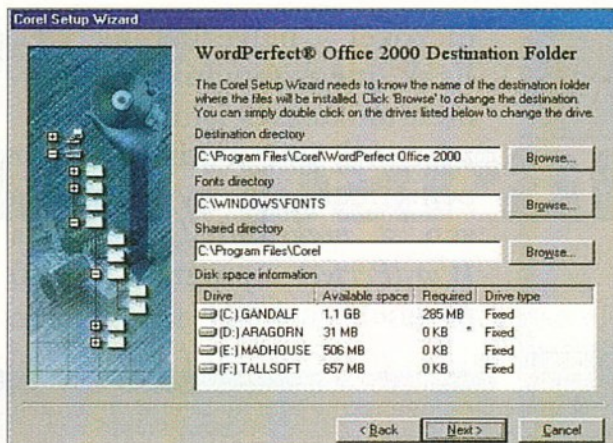 Corel Setup Wizard
WordPerfect® Office 2000 Destination Folder
The Corel Setup Wizard needs to know the name of the destination folder
where the files will be installed. Click 'Browse' to change the destination.
You can simply double click on the drives listed below to change the drive.
Destination directory
C:\Program Files\Corel\WordPerfect Office 2000 Browse...
Fonts directory
C:\WINDOWS\FONTS Browse...
Shared directory
C:\Program Files\Corel Browse...
Disk space information
Drive Available space Required Drive type
(C:) GANDALF 1.1 GB 285 MB Fixed
(D:) ARAGORN 31 MB 0 KB * Fixed
(E:) MADHOUSE 506 MB 0 KB Fixed
(F:) TALLSOFT 657 MB 0 KB Fixed
< Back Next > Cancel